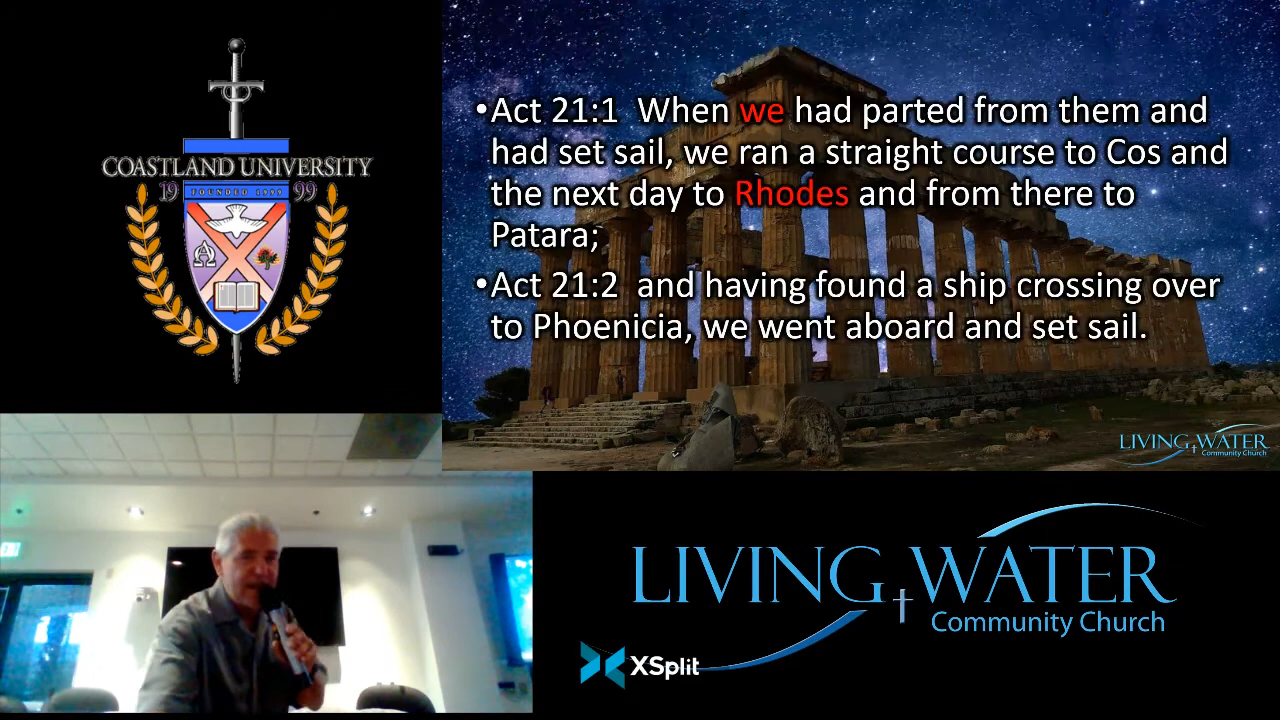 COASTLAND UNIVERSITY
19 FOUNDED 1999 99
•Act 21:1 When we had parted from them and
had set sail, we ran a straight course to Cos and
the next day to Rhodes and from there to
Patara;
•Act 21:2 and having found a ship crossing over
to Phoenicia, we went aboard and set sail.
LIVING WATER
Community Church
LIVING WATER
Community Church
XSplit